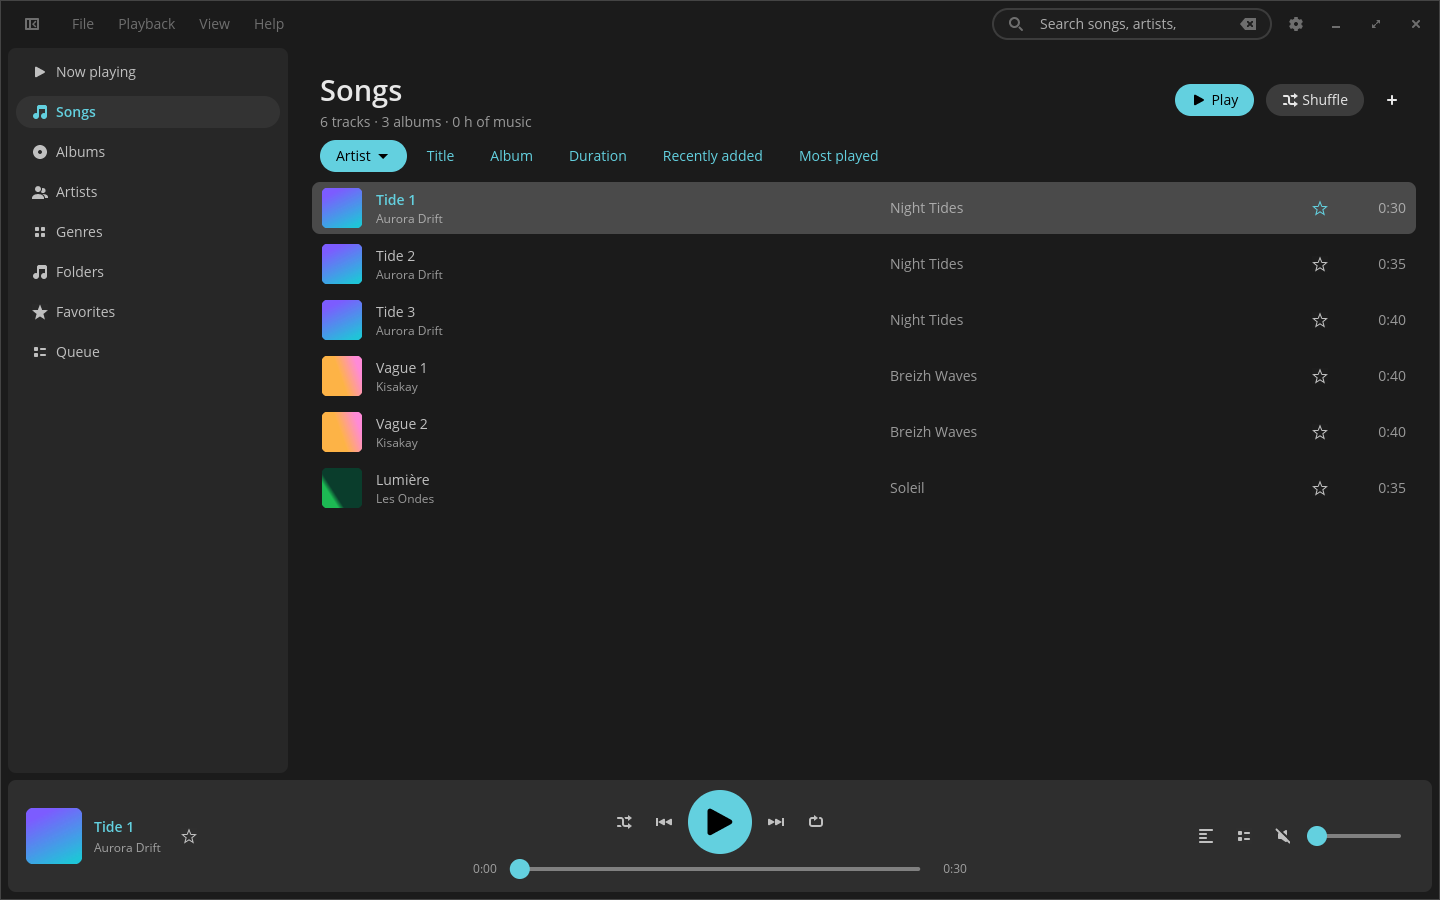 File Playback View Help
Search songs, artists,
Now playing
Songs
Albums
Artists
Genres
Folders
Favorites
Queue
Songs
6 tracks · 3 albums · 0 h of music
Play
Shuffle
Artist Title Album Duration Recently added Most played
Tide 1
Aurora Drift
Night Tides
0:30
Tide 2
Aurora Drift
Night Tides
0:35
Tide 3
Aurora Drift
Night Tides
0:40
Vague 1
Kisakay
Breizh Waves
0:40
Vague 2
Kisakay
Breizh Waves
0:40
Lumière
Les Ondes
Soleil
0:35
Tide 1
Aurora Drift
0:00
0:30